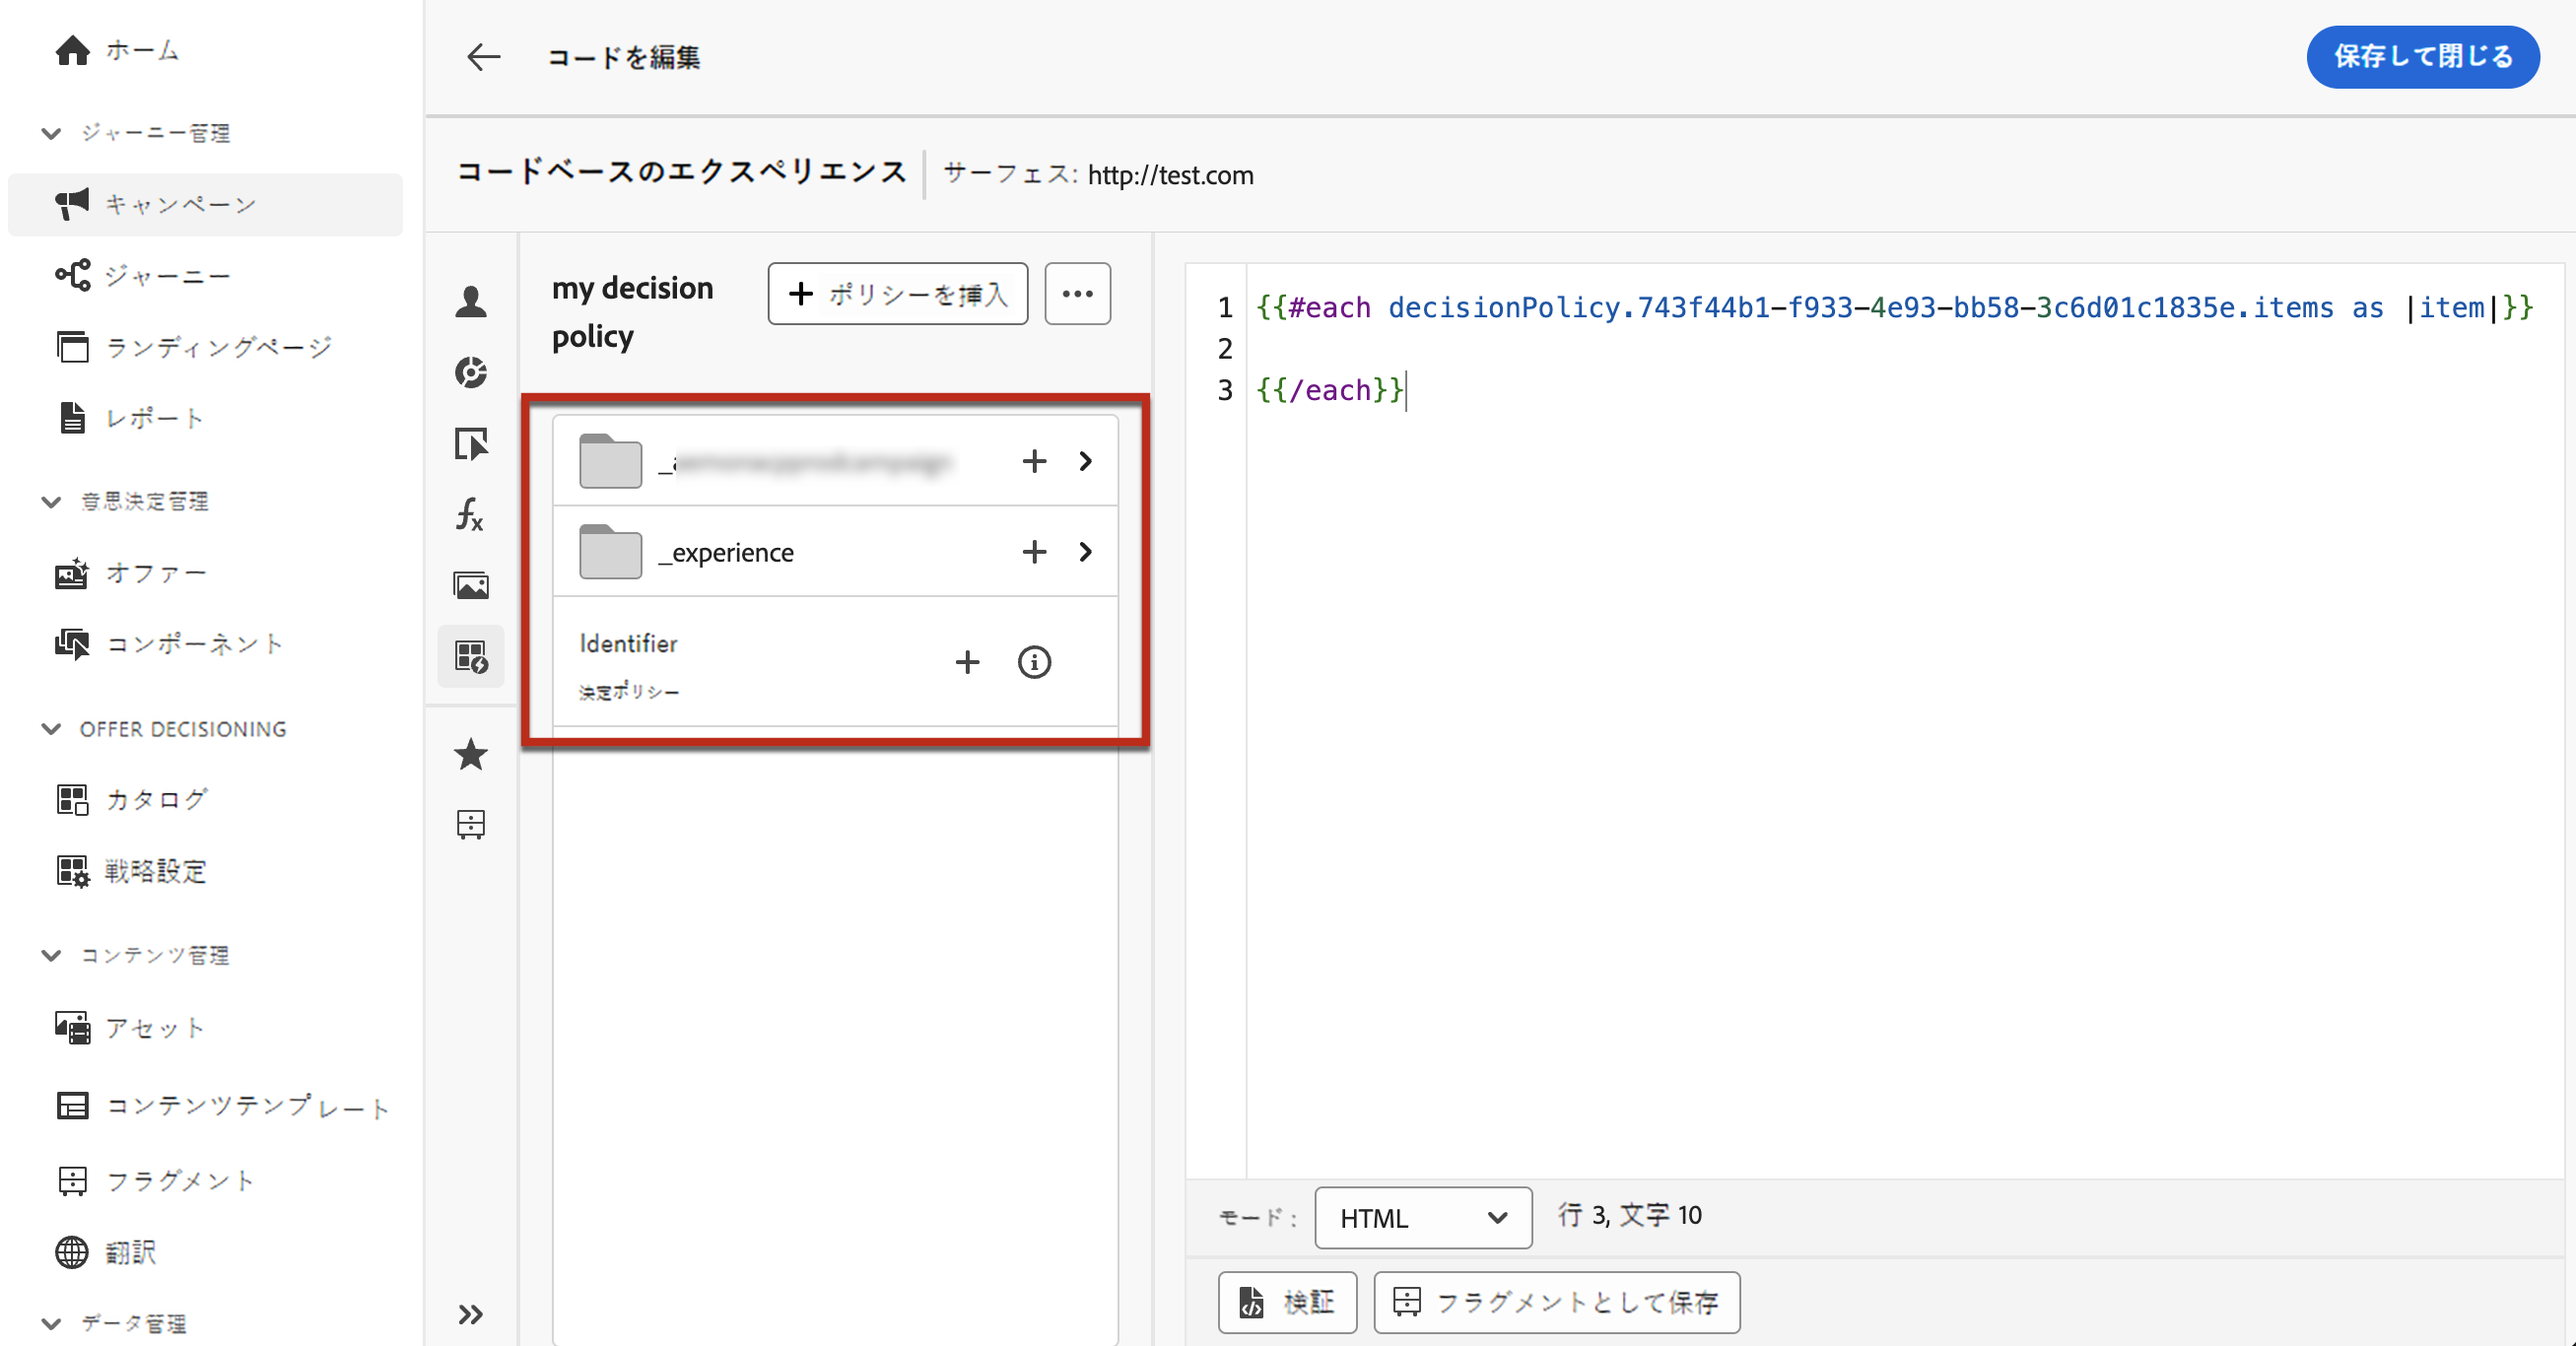 ホーム
ジャーニー管理
キャンペーン
ジャーニー
ランディングページ
レポート
意思決定管理
オファー
コンポーネント
OFFER DECISIONING
カタログ
戦略設定
コンテンツ管理
アセット
コンテンツテンプレート
フラグメント
翻訳
データ管理
コードを編集
保存して閉じる
コードベースのエクスペリエンス
サーフェス: http://test.com
my decision
policy
+ ポリシーを挿入
_experience
Identifier
決定ポリシー
1 {{#each decisionPolicy.743f44b1-f933-4e93-bb58-3c6d01c1835e.items as |item|}}
2
3 {{/each}}
モード : HTML 行 3, 文字 10
検証 フラグメントとして保存